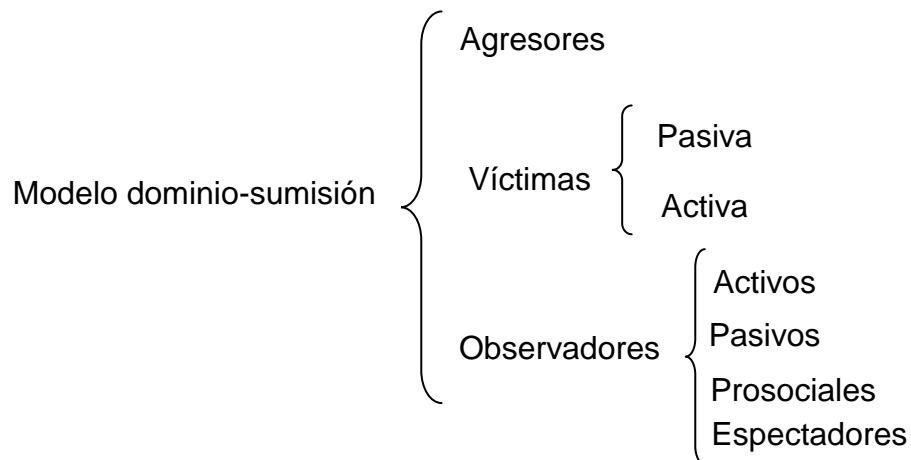 Modelo dominio-sumisión
Agresores
Víctimas
Pasiva
Activa
Observadores
Activos
Pasivos
Prosociales
Espectadores